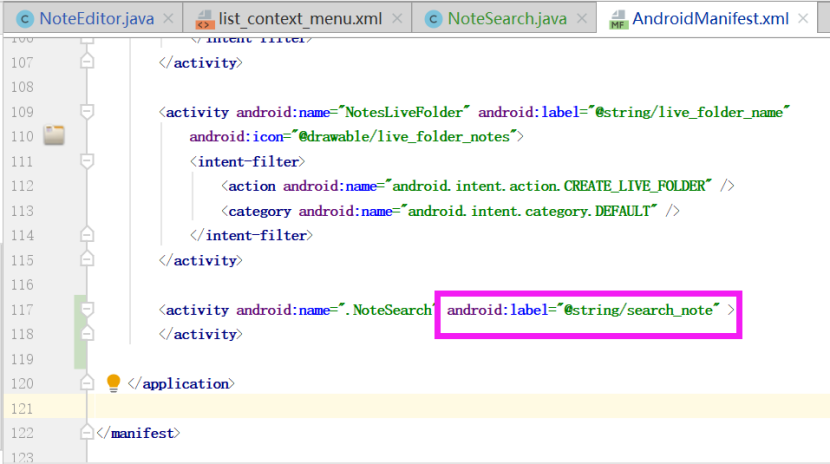 NoteEditor.java × list_context_menu.xml × NoteSearch.java × AndroidManifest.xml ×
106 </intent-filter>
107 </activity>
108
109 <activity android:name="NotesLiveFolder" android:label="@string/live_folder_name"
110 android:icon="@drawable/live_folder_notes">
111 <intent-filter>
112 <action android:name="android.intent.action.CREATE_LIVE_FOLDER" />
113 <category android:name="android.intent.category.DEFAULT" />
114 </intent-filter>
115 </activity>
116
117 <activity android:name=".NoteSearch" android:label="@string/search_note" >
118 </activity>
119
120 </application>
121
122 </manifest>
123